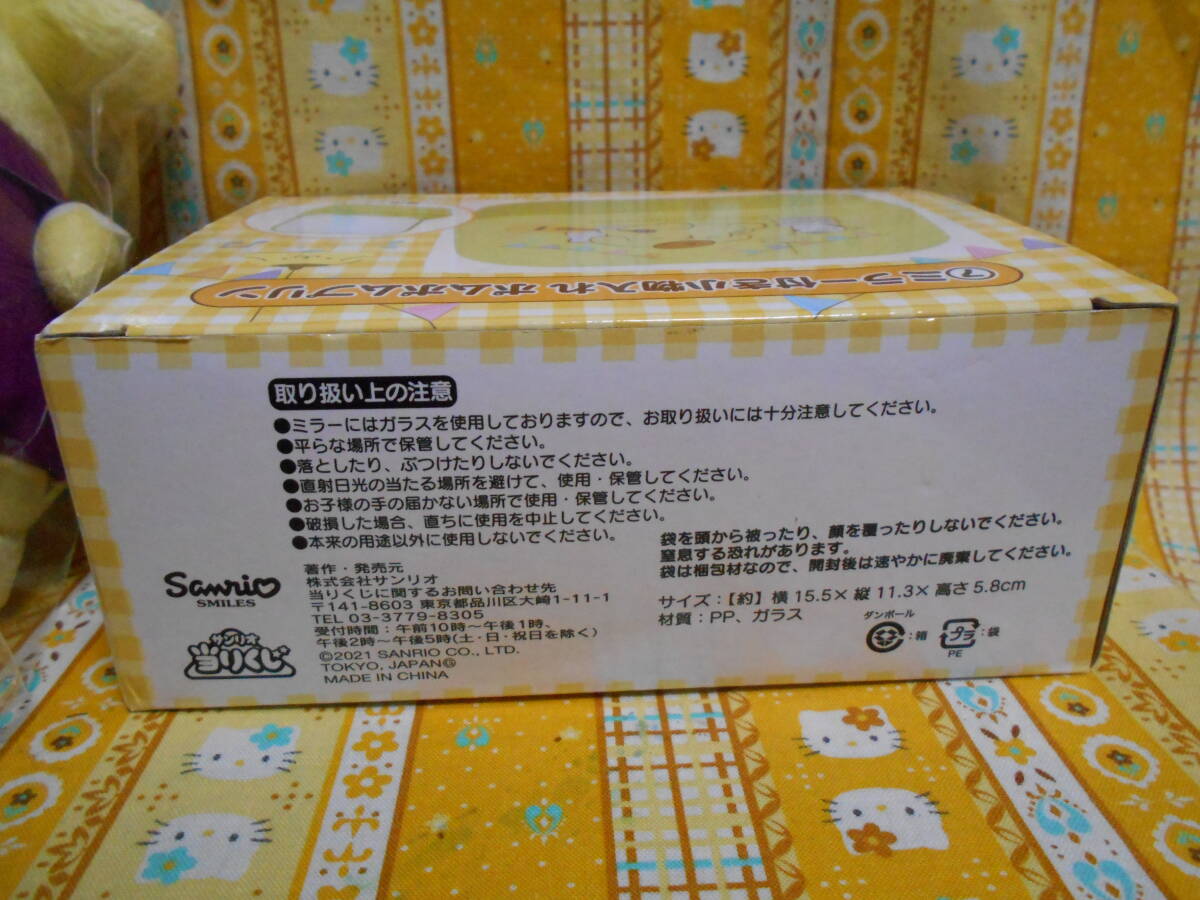 ⑦ミラー付き小物入れ ポムポムプリン
取り扱い上の注意
●ミラーにはガラスを使用しておりますので、お取り扱いには十分注意してください。
●平らな場所で保管してください。
●落としたり、ぶつけたりしないでください。
●直射日光の当たる場所を避けて、使用・保管してください。
●お子様の手の届かない場所で使用・保管してください。
●破損した場合、直ちに使用を中止してください。
●本来の用途以外に使用しないでください。
袋を頭から被ったり、顔を覆ったりしないでください。
窒息する恐れがあります。
袋は梱包材なので、開封後は速やかに廃棄してください。
サイズ:【約】横 15.5× 縦 11.3× 高さ 5.8cm
材質:PP、ガラス
ダンボール
:箱
プラ
:袋
PE
Sanrio
SMILES
サンリオ
当りくじ
著作・発売元
株式会社サンリオ
当りくじに関するお問い合わせ先
〒141-8603 東京都品川区大崎1-11-1
TEL 03-3779-8305
受付時間:午前10時~午後1時、
午後2時~午後5時(土・日・祝日を除く)
©2021 SANRIO CO., LTD.
TOKYO, JAPANⒼ
MADE IN CHINA